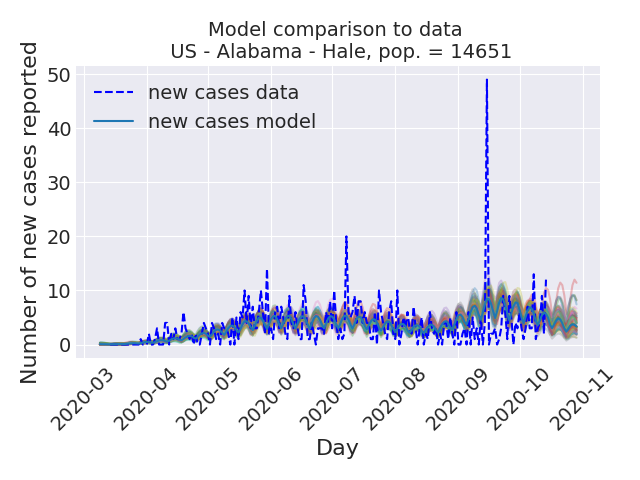 Model comparison to data
US - Alabama - Hale, pop. = 14651
Number of new cases reported
50
40
30
20
10
0
new cases data
new cases model
2020-03
2020-04
2020-05
2020-06
2020-07
2020-08
2020-09
2020-10
2020-11
Day